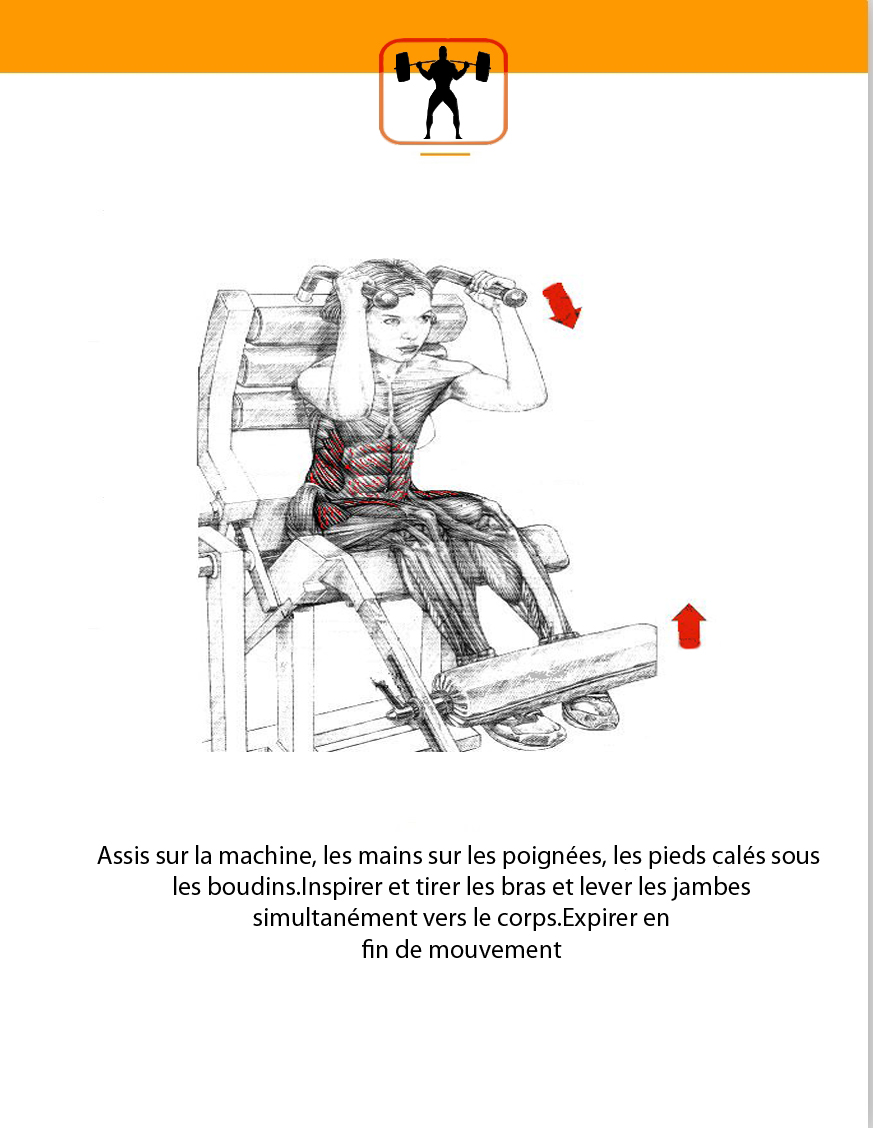 Assis sur la machine, les mains sur les poignées, les pieds calés sous
les boudins.Inspirer et tirer les bras et lever les jambes
simultanément vers le corps.Expirer en
fin de mouvement